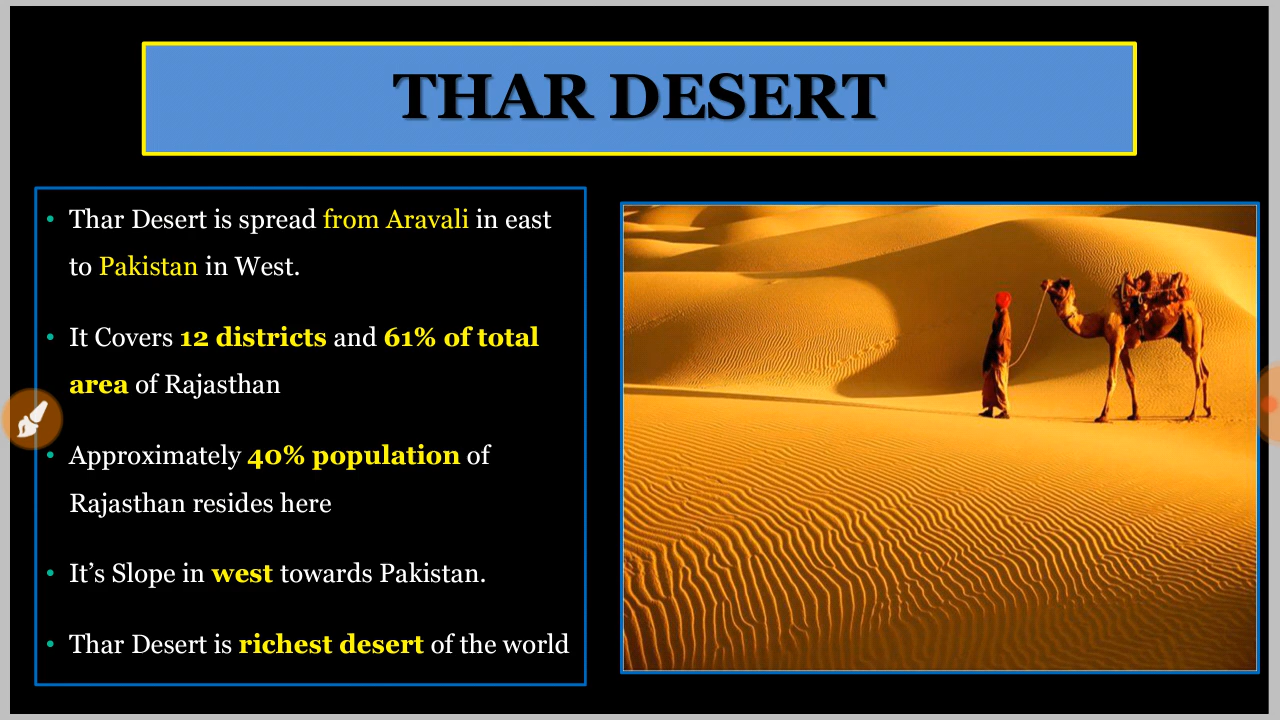 THAR DESERT
• Thar Desert is spread from Aravali in east
to Pakistan in West.
• It Covers 12 districts and 61% of total
area of Rajasthan
• Approximately 40% population of
Rajasthan resides here
• It’s Slope in west towards Pakistan.
• Thar Desert is richest desert of the world